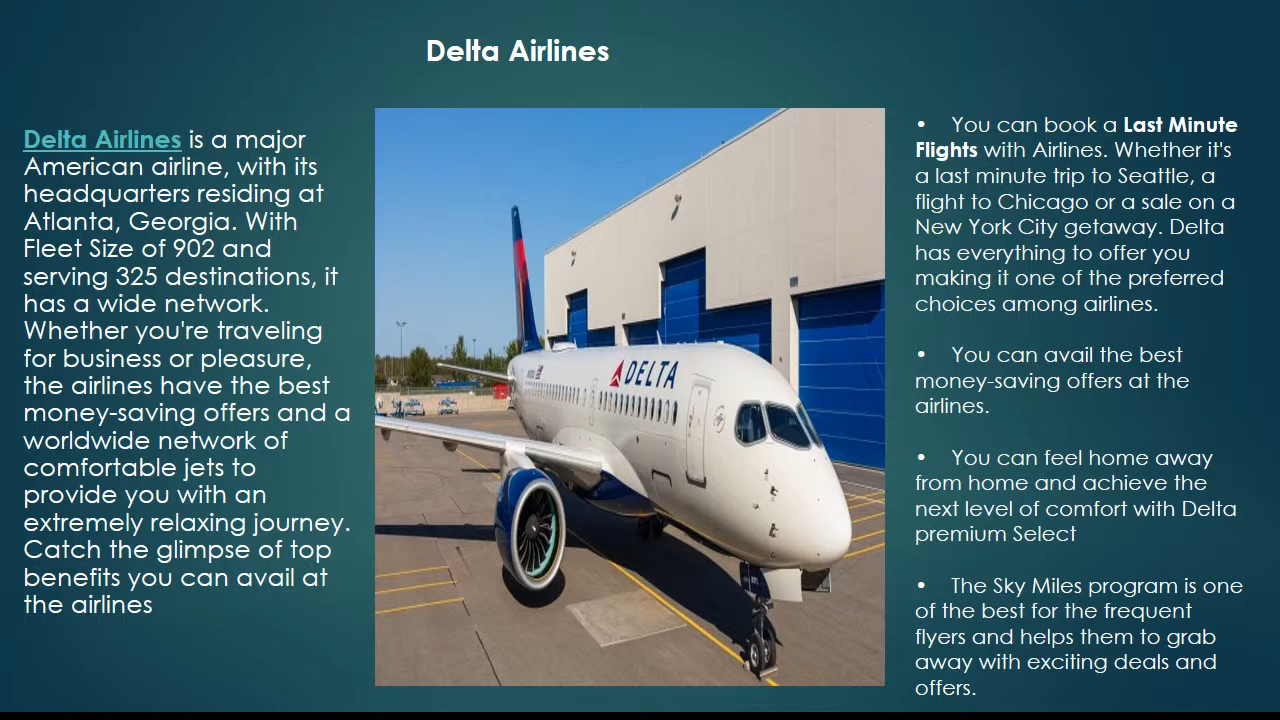 Delta Airlines
Delta Airlines is a major
American airline, with its
headquarters residing at
Atlanta, Georgia. With
Fleet Size of 902 and
serving 325 destinations, it
has a wide network.
Whether you're traveling
for business or pleasure,
the airlines have the best
money-saving offers and a
worldwide network of
comfortable jets to
provide you with an
extremely relaxing journey.
Catch the glimpse of top
benefits you can avail at
the airlines
DELTA
• You can book a Last Minute
Flights with Airlines. Whether it's
a last minute trip to Seattle, a
flight to Chicago or a sale on a
New York City getaway. Delta
has everything to offer you
making it one of the preferred
choices among airlines.
• You can avail the best
money-saving offers at the
airlines.
• You can feel home away
from home and achieve the
next level of comfort with Delta
premium Select
• The Sky Miles program is one
of the best for the frequent
flyers and helps them to grab
away with exciting deals and
offers.